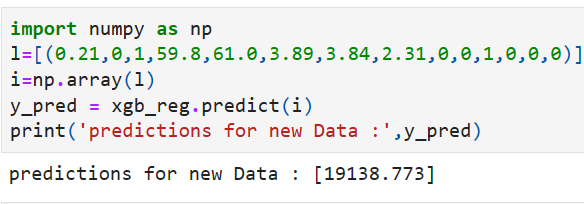 import numpy as np
l=[(0.21,0,1,59.8,61.0,3.89,3.84,2.31,0,0,1,0,0,0)]
i=np.array(l)
y_pred = xgb_reg.predict(i)
print('predictions for new Data :',y_pred)
predictions for new Data : [19138.773]